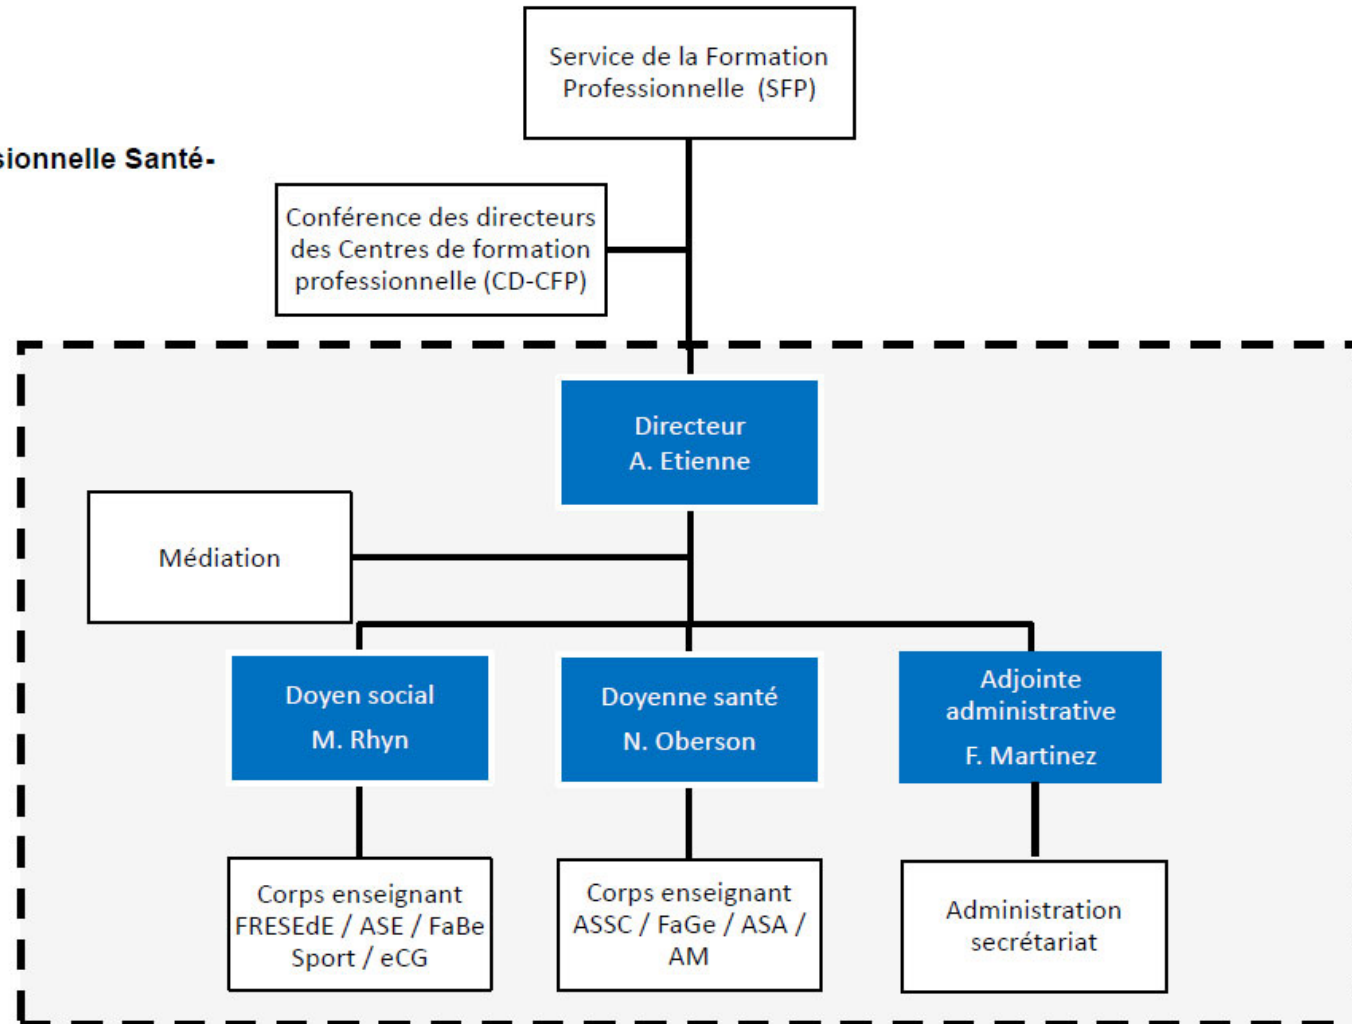 Service de la Formation
Professionnelle (SFP)
sionnelle Santé-
Conférence des directeurs
des Centres de formation
professionnelle (CD-CFP)
Directeur
A. Etienne
Médiation
Doyen social
M. Rhyn
Doyenne santé
N. Oberson
Adjointe
administrative
F. Martinez
Corps enseignant
FRESEdE / ASE / FaBe
Sport / eCG
Corps enseignant
ASSC / FaGe / ASA /
AM
Administration
secrétariat